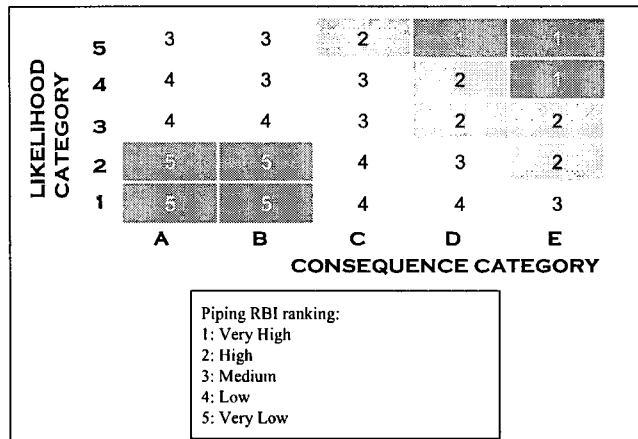 LIKELIHOOD
CATEGORY
5 3 3 2 1 1
4 4 3 3 2 1
3 4 4 3 2 2
2 5 5 4 3 2
1 5 5 4 4 3
A B C D E
CONSEQUENCE CATEGORY
Piping RBI ranking:
1: Very High
2: High
3: Medium
4: Low
5: Very Low